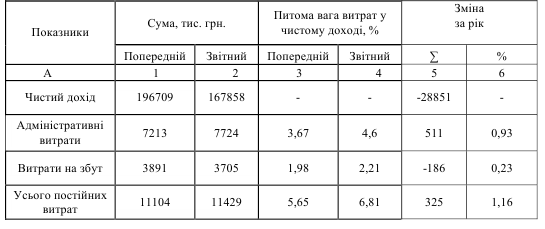 Показники Сума, тис. грн. Питома вага витрат у чистому доході, % Зміна за рік
Попередній Звітний Попередній Звітний ∑ %
А 1 2 3 4 5 6
Чистий дохід 196709 167858 - - -28851 -
Адміністративні витрати 7213 7724 3,67 4,6 511 0,93
Витрати на збут 3891 3705 1,98 2,21 -186 0,23
Усього постійних витрат 11104 11429 5,65 6,81 325 1,16